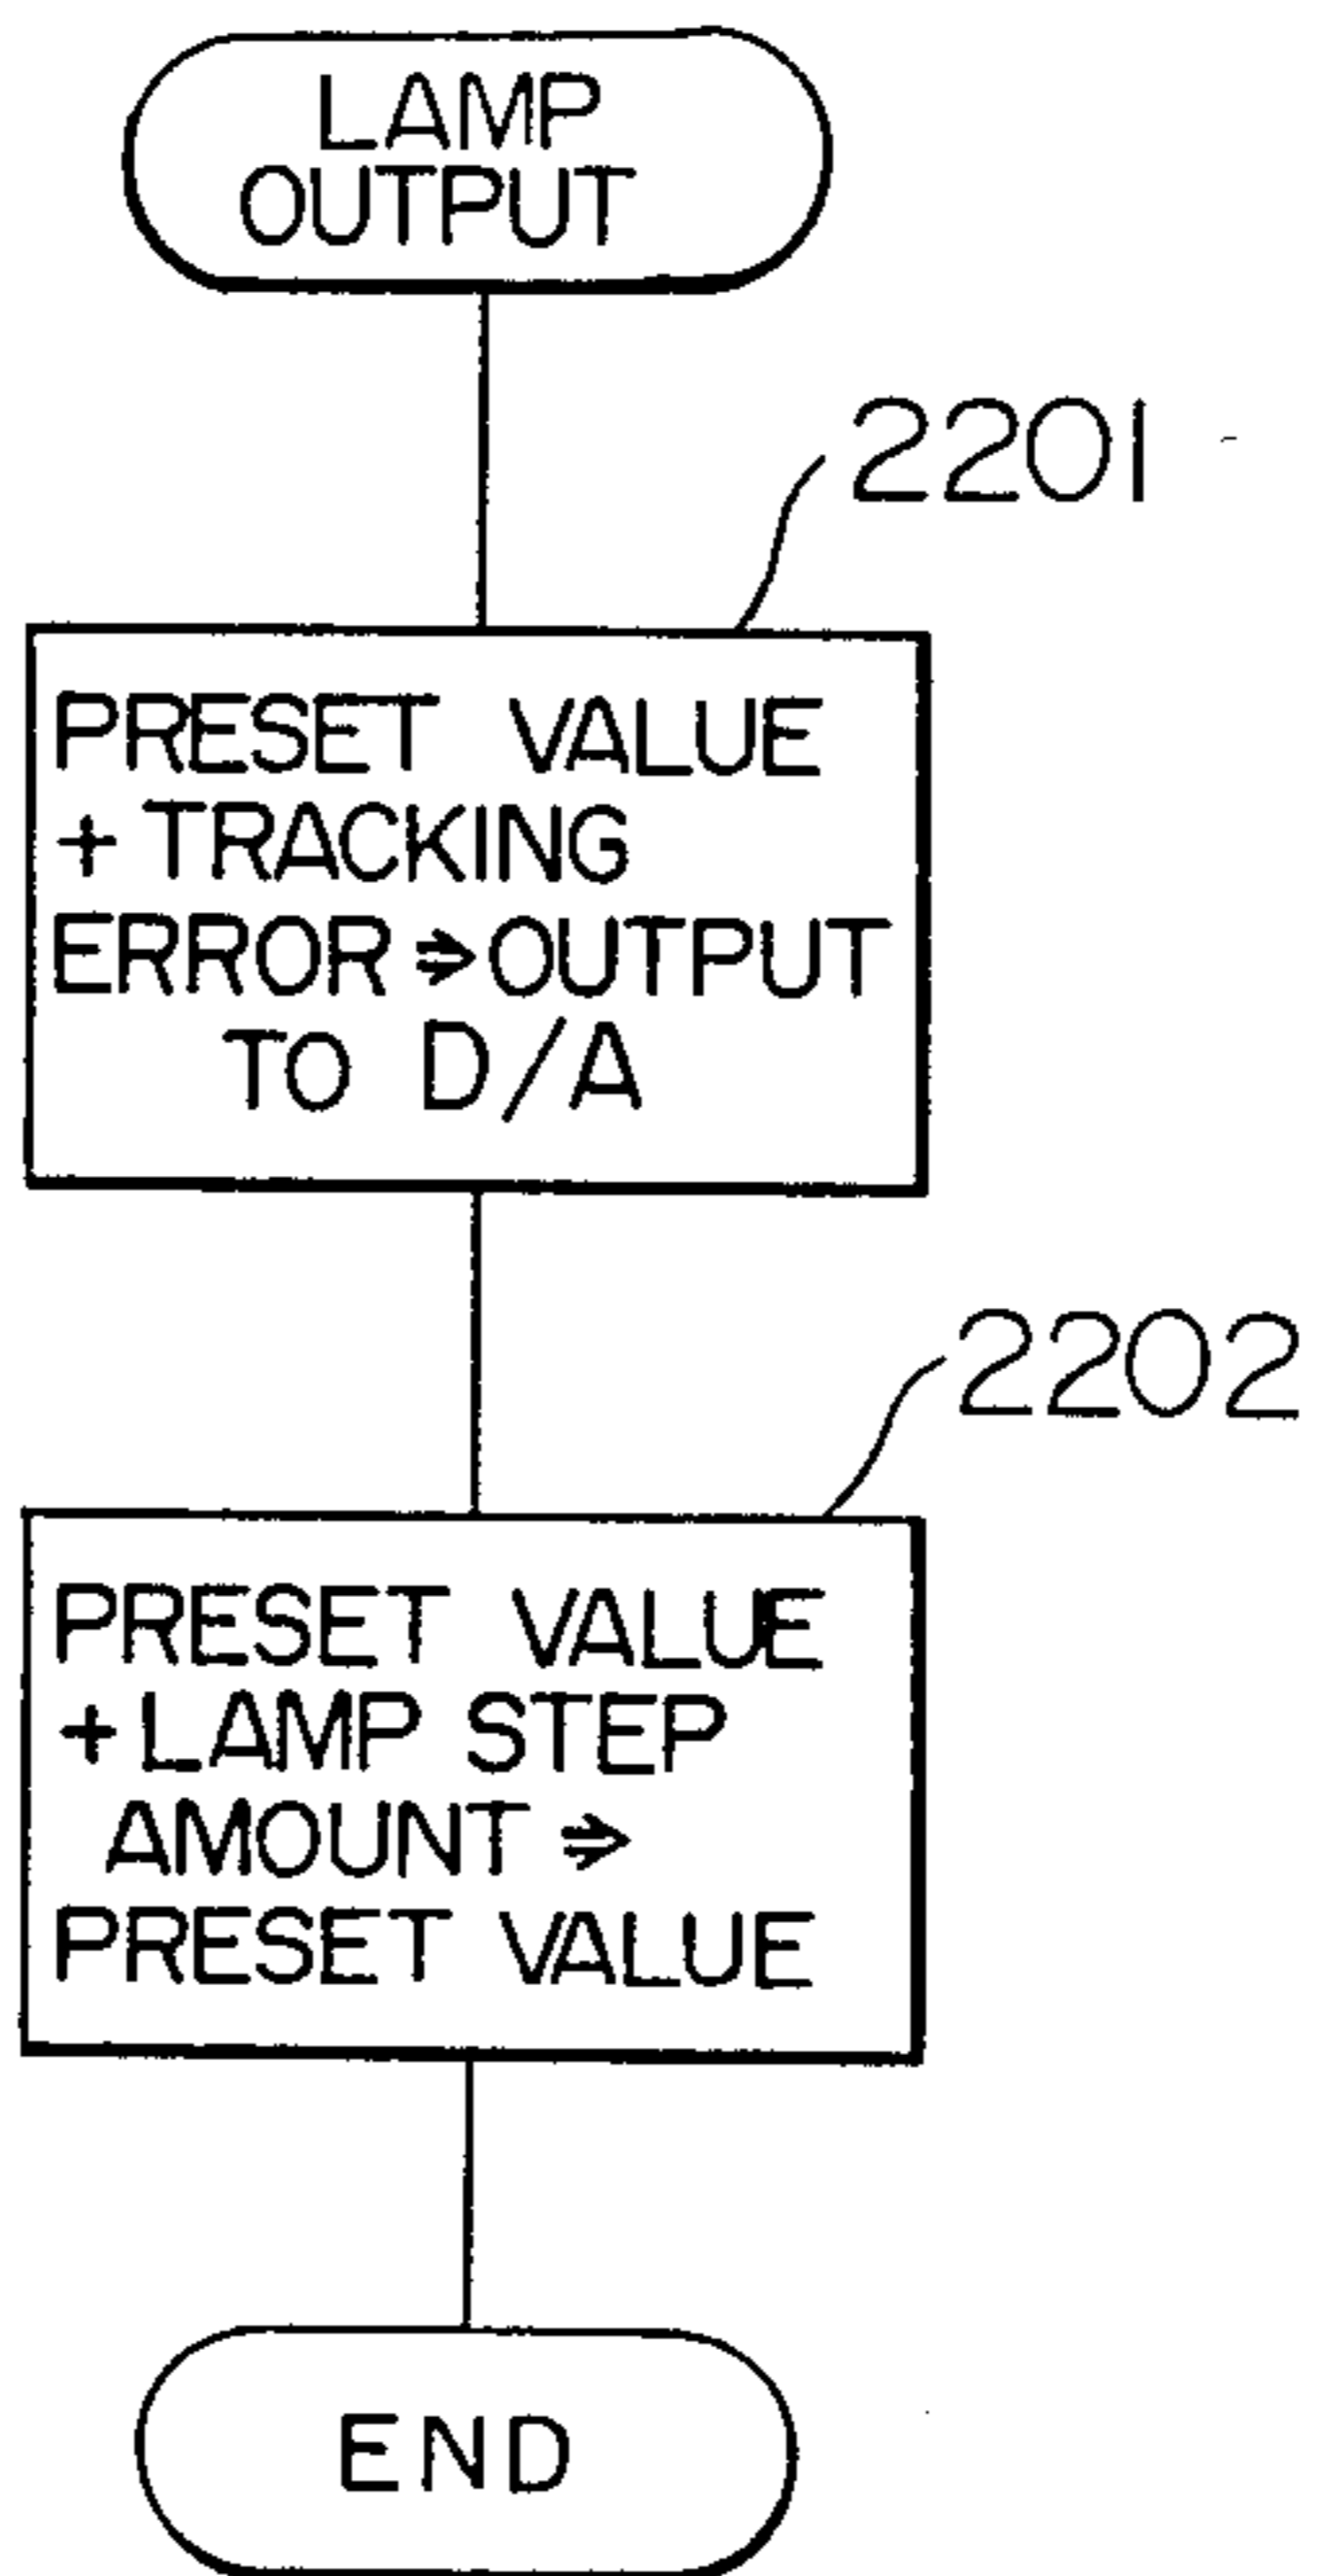 LAMP
OUTPUT
2201
PRESET VALUE
+ TRACKING
ERROR ⇒ OUTPUT
TO D/A
2202
PRESET VALUE
+ LAMP STEP
AMOUNT ⇒
PRESET VALUE
END